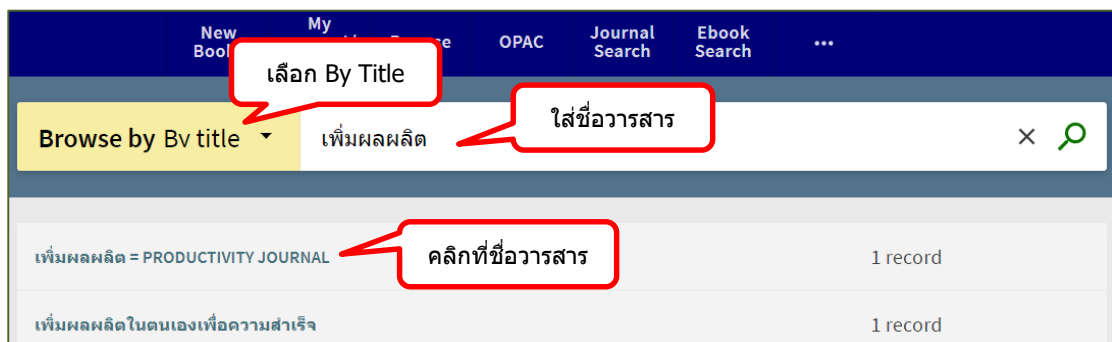 New
Book
My
OPAC
Journal
Search
Ebook
Search
•••
เลือก By Title
ใส่ชื่อวารสาร
Browse by By title
เพิ่มผลผลิต
คลิกที่ชื่อวารสาร
เพิ่มผลผลิต = PRODUCTIVITY JOURNAL
1 record
เพิ่มผลผลิตในตนเองเพื่อความสำเร็จ
1 record